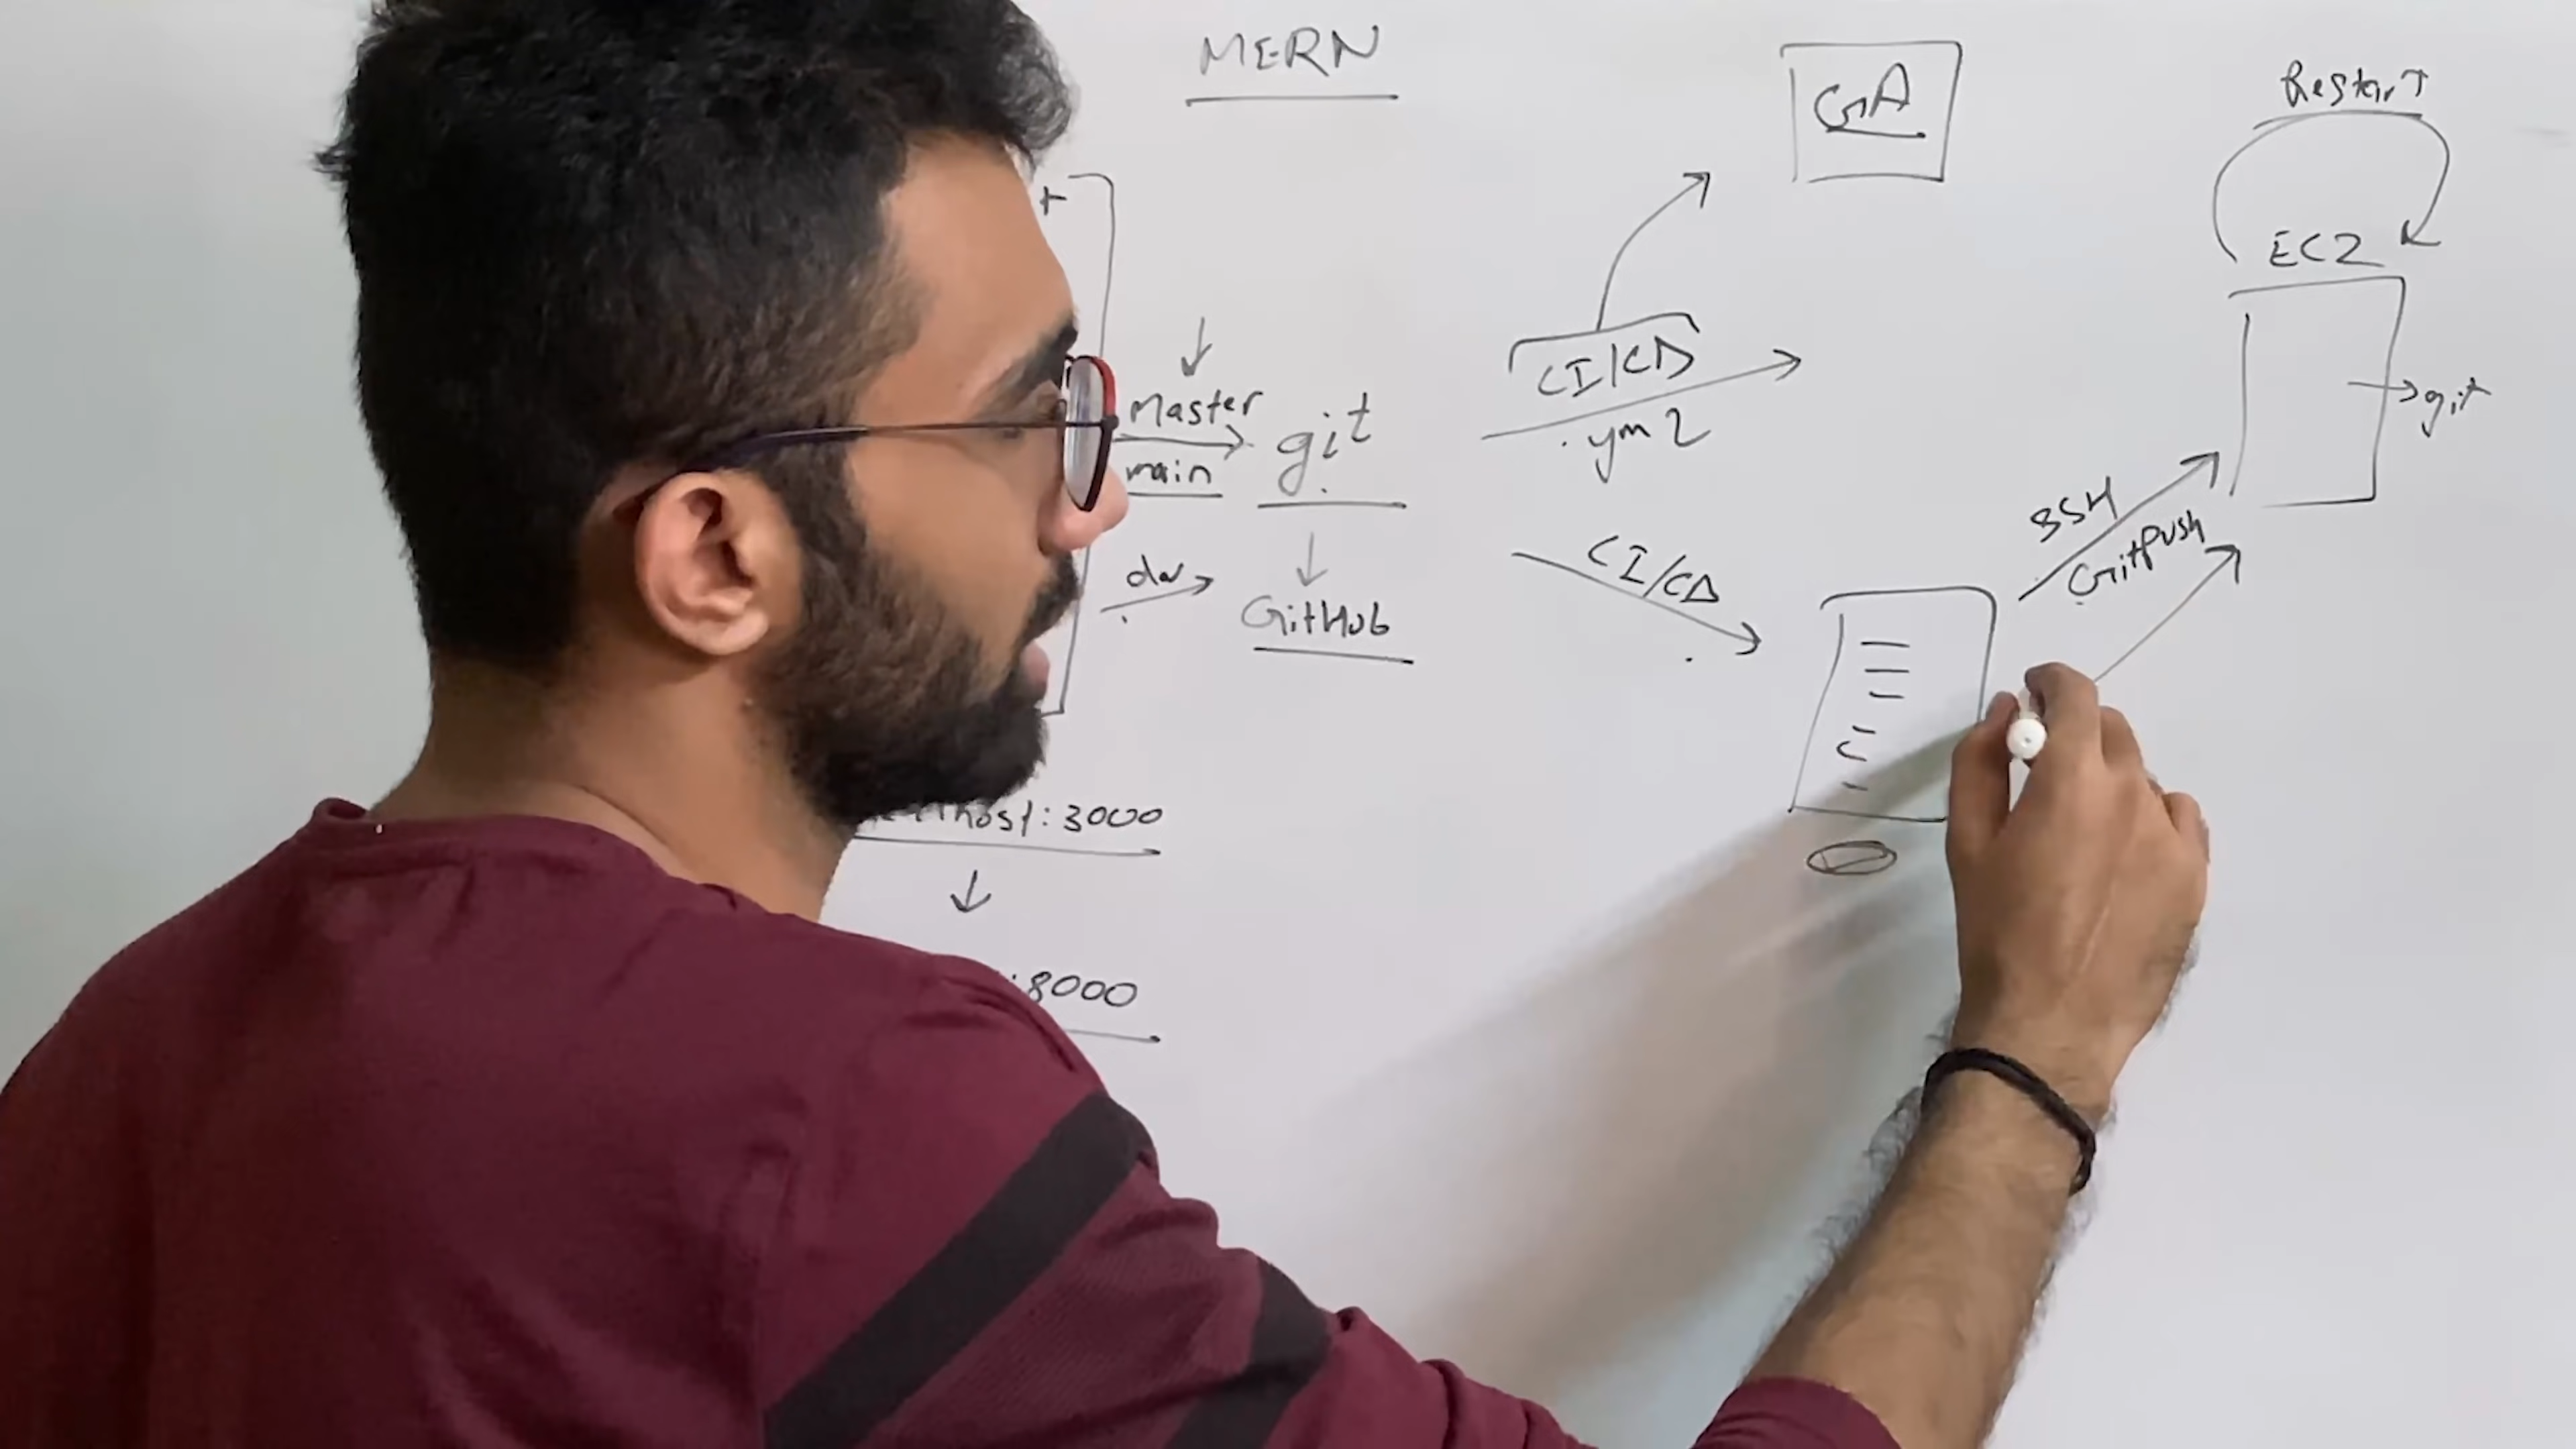 MERN
GA
Restart
EC2
+
CI/CD
.yml
Master
main
git
git
SSH
GitPush
CI/CD
dev
GitHub
host:3000
:8000